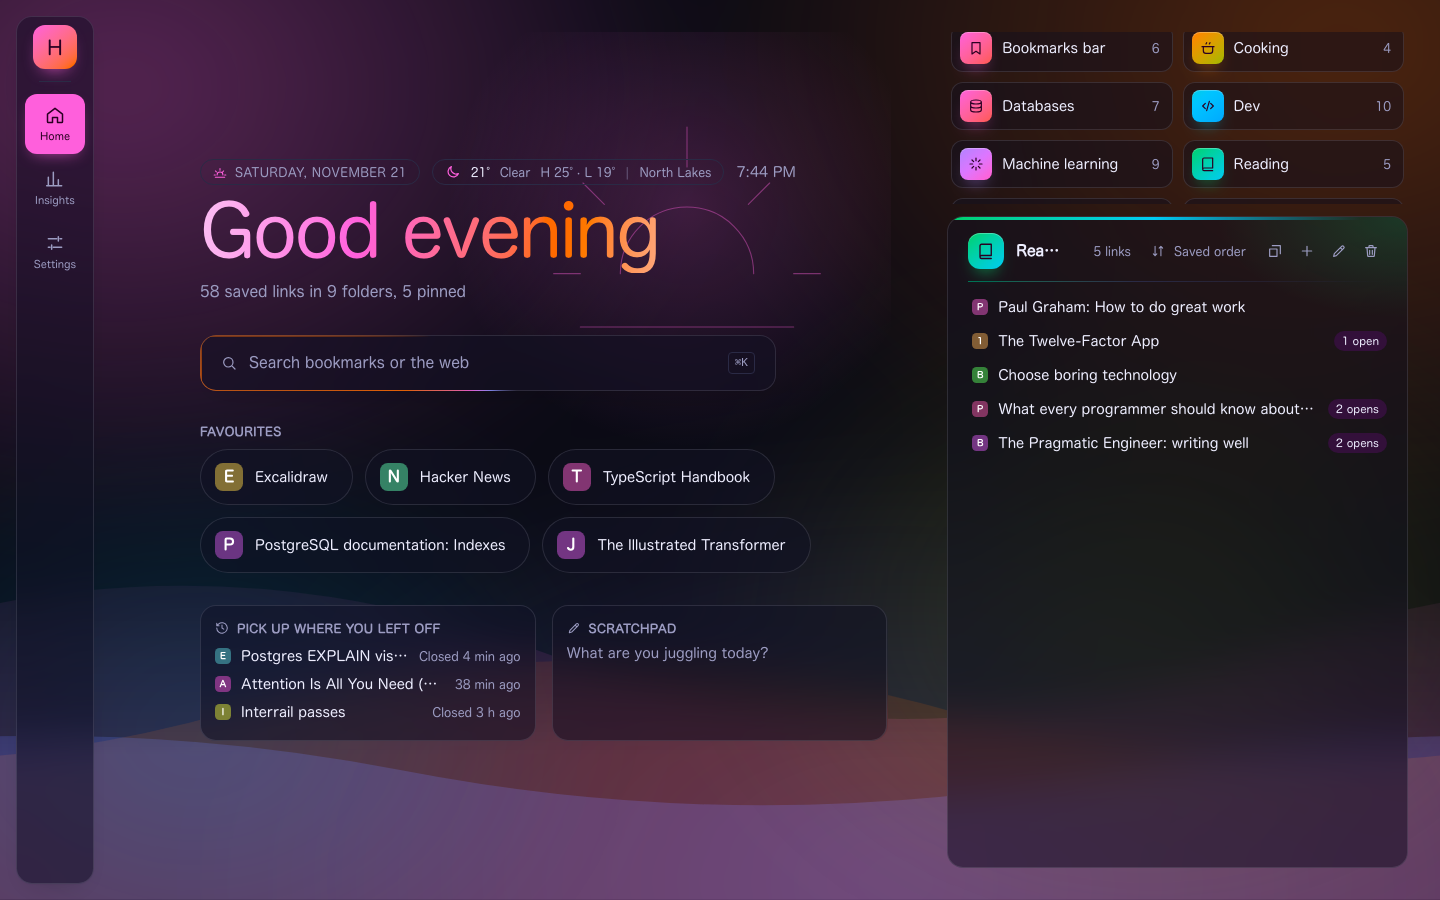 H
Home
Insights
Settings
SATURDAY, NOVEMBER 21
21° Clear H 25° · L 19° | North Lakes
7:44 PM
Good evening
58 saved links in 9 folders, 5 pinned
Search bookmarks or the web
⌘K
FAVOURITES
E Excalidraw
N Hacker News
T TypeScript Handbook
P PostgreSQL documentation: Indexes
J The Illustrated Transformer
PICK UP WHERE YOU LEFT OFF
E Postgres EXPLAIN vis··· Closed 4 min ago
A Attention Is All You Need (··· 38 min ago
I Interrail passes Closed 3 h ago
SCRATCHPAD
What are you juggling today?
Bookmarks bar 6
Cooking 4
Databases 7
Dev 10
Machine learning 9
Reading 5
Rea··· 5 links Saved order
P Paul Graham: How to do great work
1 The Twelve-Factor App 1 open
B Choose boring technology
P What every programmer should know about··· 2 opens
B The Pragmatic Engineer: writing well 2 opens